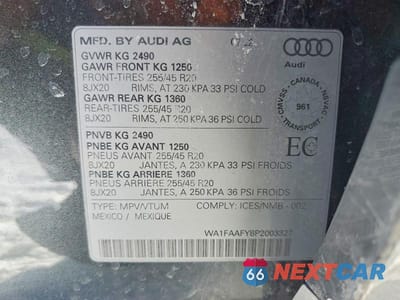 MFD. BY AUDI AG
GVWR KG 2490
GAWR FRONT KG 1250
FRONT-TIRES 255/45 R20
8JX20 RIMS, AT 230 KPA 33 PSI COLD
GAWR REAR KG 1360
REAR-TIRES 255/45 R20
8JX20 RIMS, AT 250 KPA 36 PSI COLD
PNVB KG 2490
PNBE KG AVANT 1250
PNEUS AVANT 255/45 R20
8JX20 JANTES, A 230 KPA 33 PSI FROIDS
PNBE KG ARRIERE 1360
PNEUS ARRIERE 255/45 R20
8JX20 JANTES, A 250 KPA 36 PSI FROIDS
TYPE: MPV/VTUM
MEXICO / MEXIQUE
ICES/NMB - 002
Audi
CMVSS - CANADA - NSVAC
961
TRANSPORT
EC
WA1FAAFY8P2003327
66 NEXTCAR